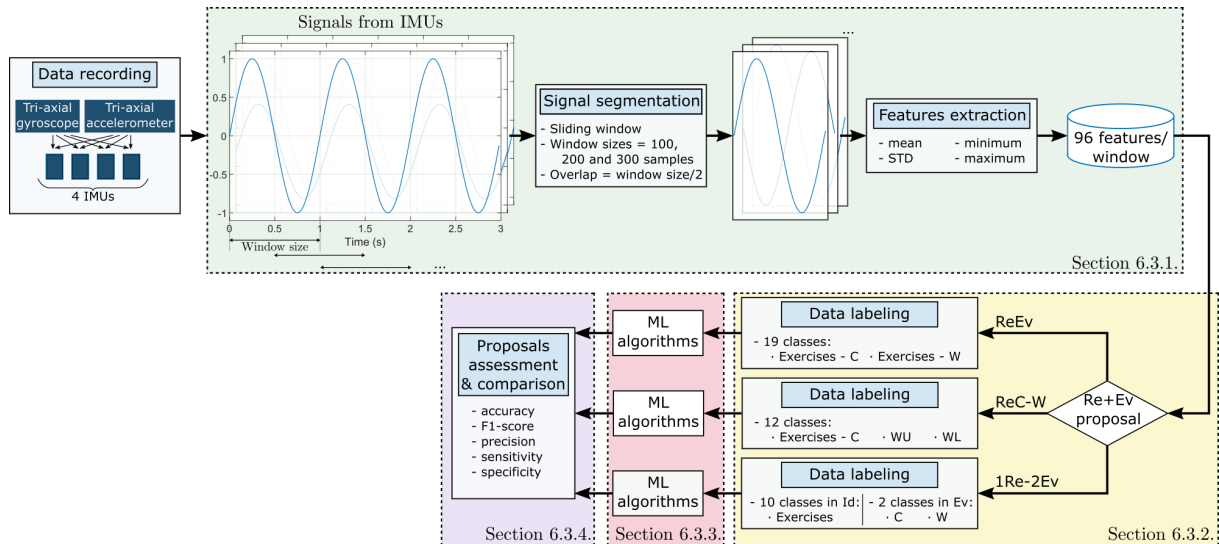 Signals from IMUs
Data recording
Tri-axial gyroscope
Tri-axial accelerometer
4 IMUs
1
0.5
0
-0.5
-1
0
0.5
1
1.5
2
2.5
3
Time (s)
Window size
...
Signal segmentation
- Sliding window
- Window sizes = 100,
200 and 300 samples
- Overlap = window size/2
...
Features extraction
- mean - minimum
- STD - maximum
96 features/
window
Section 6.3.1.
Re+Ev
proposal
ReEv
ReC-W
1Re-2Ev
Data labeling
- 19 classes:
· Exercises - C · Exercises - W
Data labeling
- 12 classes:
· Exercises - C · WU · WL
Data labeling
- 10 classes in Id: - 2 classes in Ev:
· Exercises · C · W
Section 6.3.2.
ML
algorithms
ML
algorithms
ML
algorithms
Section 6.3.3.
Proposals
assessment
& comparison
- accuracy
- F1-score
- precision
- sensitivity
- specificity
Section 6.3.4.